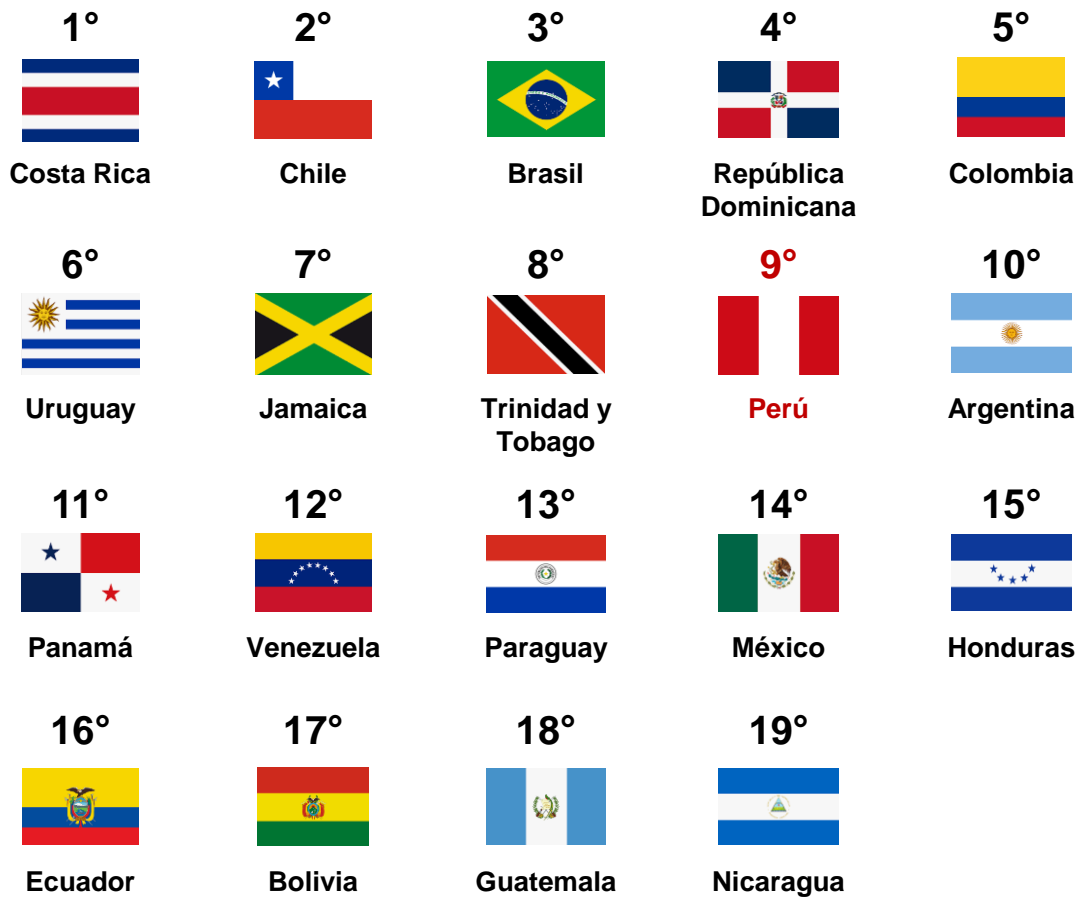 1° 2° 3° 4° 5°
Costa Rica Chile Brasil República Dominicana Colombia
6° 7° 8° 9° 10°
Uruguay Jamaica Trinidad y Tobago Perú Argentina
11° 12° 13° 14° 15°
Panamá Venezuela Paraguay México Honduras
16° 17° 18° 19°
Ecuador Bolivia Guatemala Nicaragua